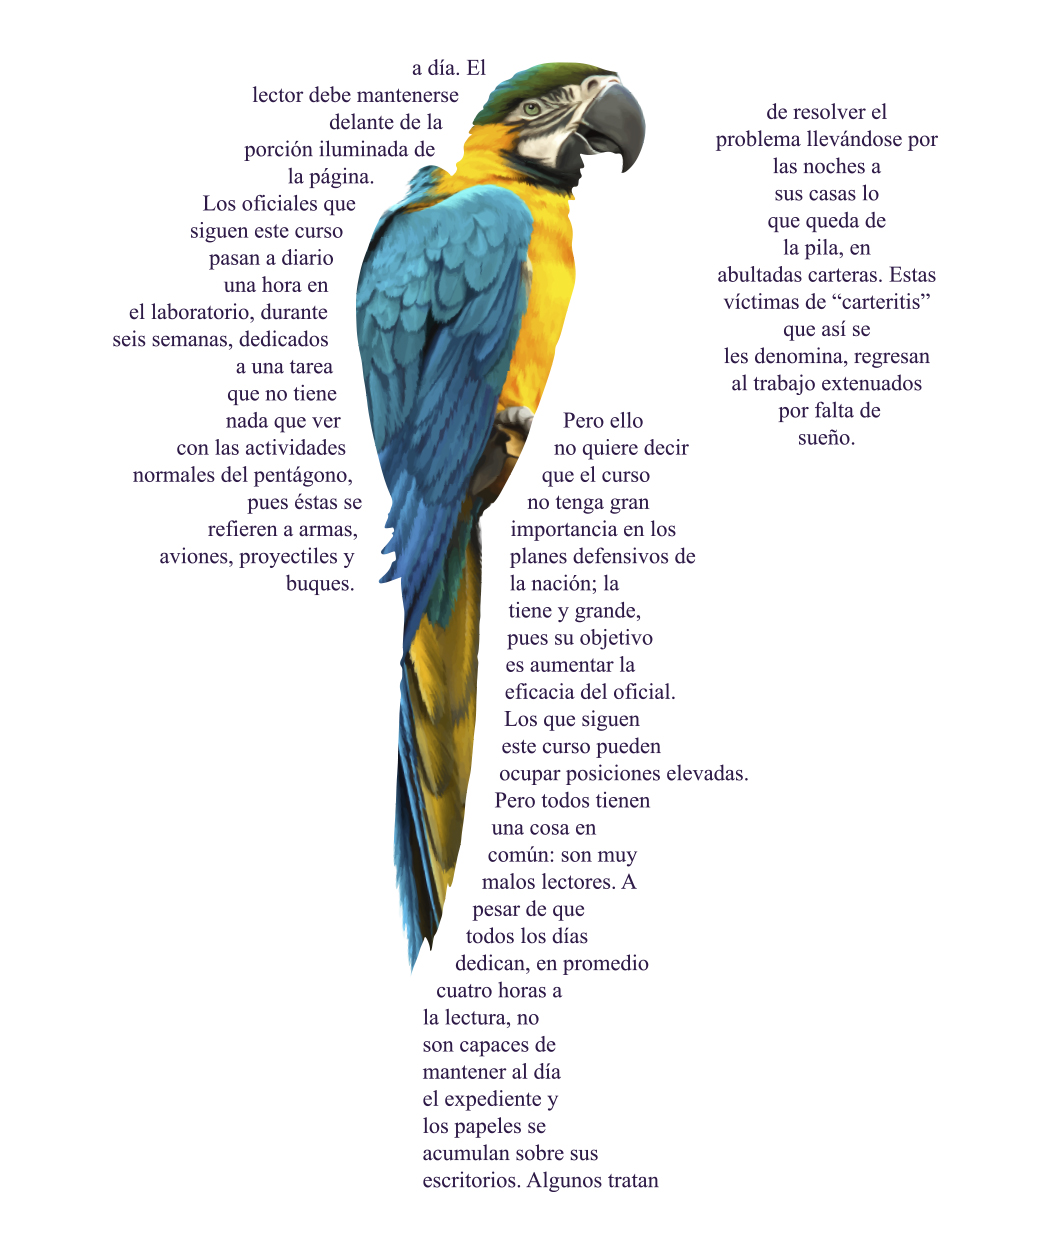 a día. El
lector debe mantenerse
delante de la
porción iluminada de
la página.
Los oficiales que
siguen este curso
pasan a diario
una hora en
el laboratorio, durante
seis semanas, dedicados
a una tarea
que no tiene
nada que ver
con las actividades
normales del pentágono,
pues éstas se
refieren a armas,
aviones, proyectiles y
buques.
Pero ello
no quiere decir
que el curso
no tenga gran
importancia en los
planes defensivos de
la nación; la
tiene y grande,
pues su objetivo
es aumentar la
eficacia del oficial.
Los que siguen
este curso pueden
ocupar posiciones elevadas.
Pero todos tienen
una cosa en
común: son muy
malos lectores. A
pesar de que
todos los días
dedican, en promedio
cuatro horas a
la lectura, no
son capaces de
mantener al día
el expediente y
los papeles se
acumulan sobre sus
escritorios. Algunos tratan
de resolver el
problema llevándose por
las noches a
sus casas lo
que queda de
la pila, en
abultadas carteras. Estas
víctimas de “carteritis”
que así se
les denomina, regresan
al trabajo extenuados
por falta de
sueño.